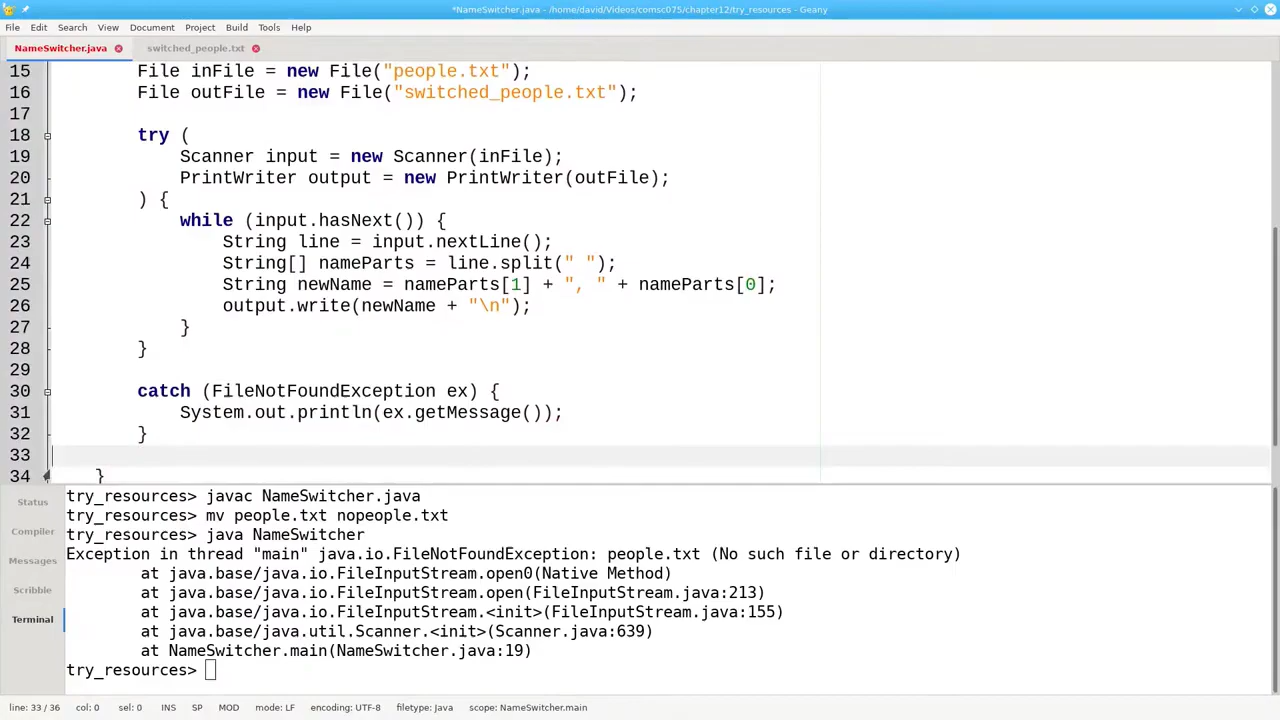 *NameSwitcher.java - /home/david/Videos/comsc075/chapter12/try_resources - Geany
File Edit Search View Document Project Build Tools Help
NameSwitcher.java switched_people.txt
15 File inFile = new File("people.txt");
16 File outFile = new File("switched_people.txt");
17
18 try (
19 Scanner input = new Scanner(inFile);
20 PrintWriter output = new PrintWriter(outFile);
21 ) {
22 while (input.hasNext()) {
23 String line = input.nextLine();
24 String[] nameParts = line.split(" ");
25 String newName = nameParts[1] + ", " + nameParts[0];
26 output.write(newName + "\n");
27 }
28 }
29
30 catch (FileNotFoundException ex) {
31 System.out.println(ex.getMessage());
32 }
33
34 }
Status
Compiler
Messages
Scribble
Terminal
try_resources> javac NameSwitcher.java
try_resources> mv people.txt nopeople.txt
try_resources> java NameSwitcher
Exception in thread "main" java.io.FileNotFoundException: people.txt (No such file or directory)
at java.base/java.io.FileInputStream.open0(Native Method)
at java.base/java.io.FileInputStream.open(FileInputStream.java:213)
at java.base/java.io.FileInputStream.<init>(FileInputStream.java:155)
at java.base/java.util.Scanner.<init>(Scanner.java:639)
at NameSwitcher.main(NameSwitcher.java:19)
try_resources>
line: 33 / 36 col: 0 sel: 0 INS SP MOD mode: LF encoding: UTF-8 filetype: Java scope: NameSwitcher.main